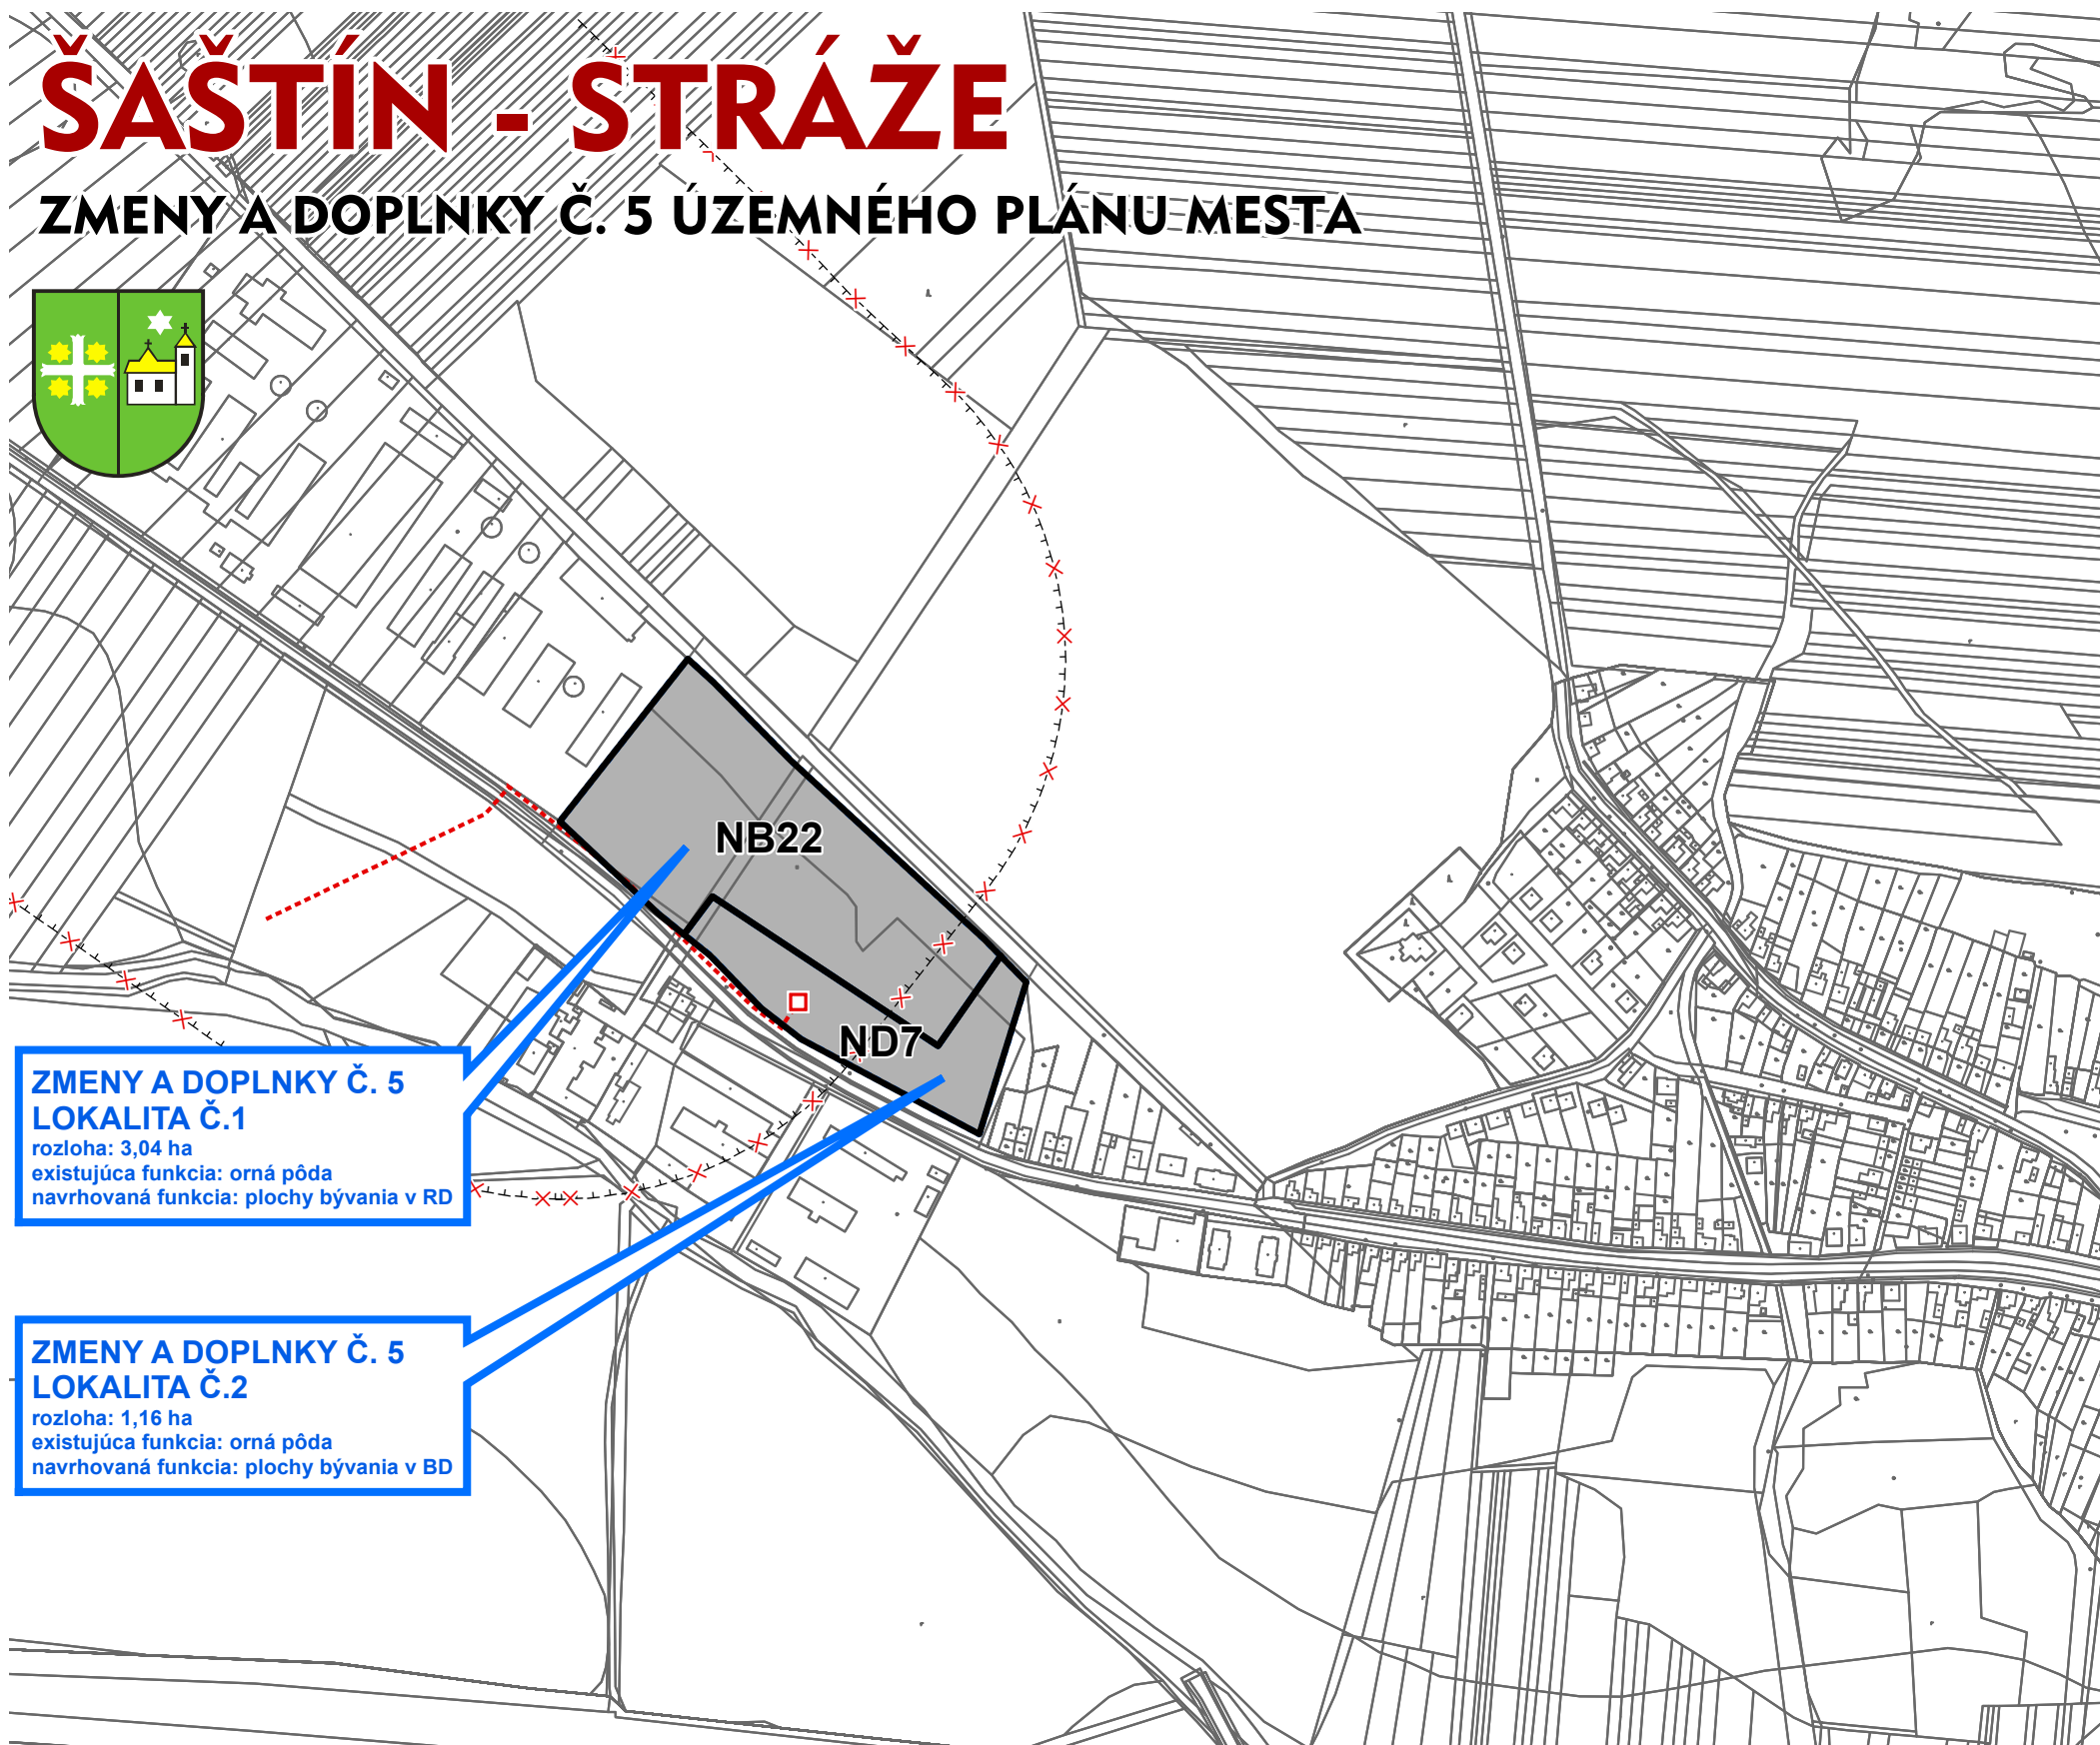 ŠAŠTÍN - STRÁŽE
ZMENY A DOPLNKY Č. 5 ÚZEMNÉHO PLÁNU MESTA
NB22
ND7
ZMENY A DOPLNKY Č. 5
LOKALITA Č.1
rozloha: 3,04 ha
existujúca funkcia: orná pôda
navrhovaná funkcia: plochy bývania v RD
ZMENY A DOPLNKY Č. 5
LOKALITA Č.2
rozloha: 1,16 ha
existujúca funkcia: orná pôda
navrhovaná funkcia: plochy bývania v BD